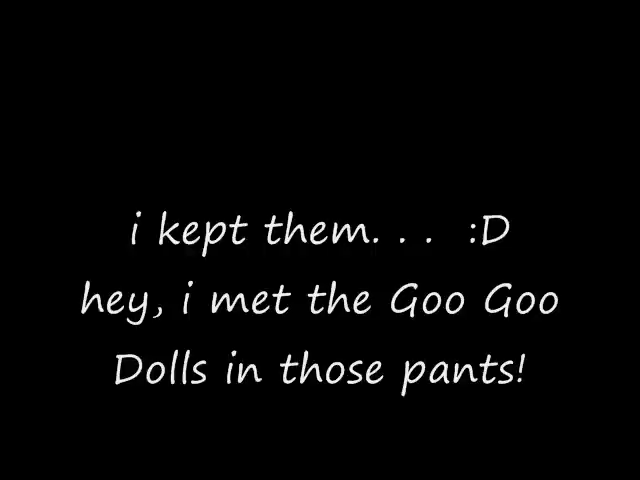 i kept them. . .  :D
hey, i met the Goo Goo
Dolls in those pants!